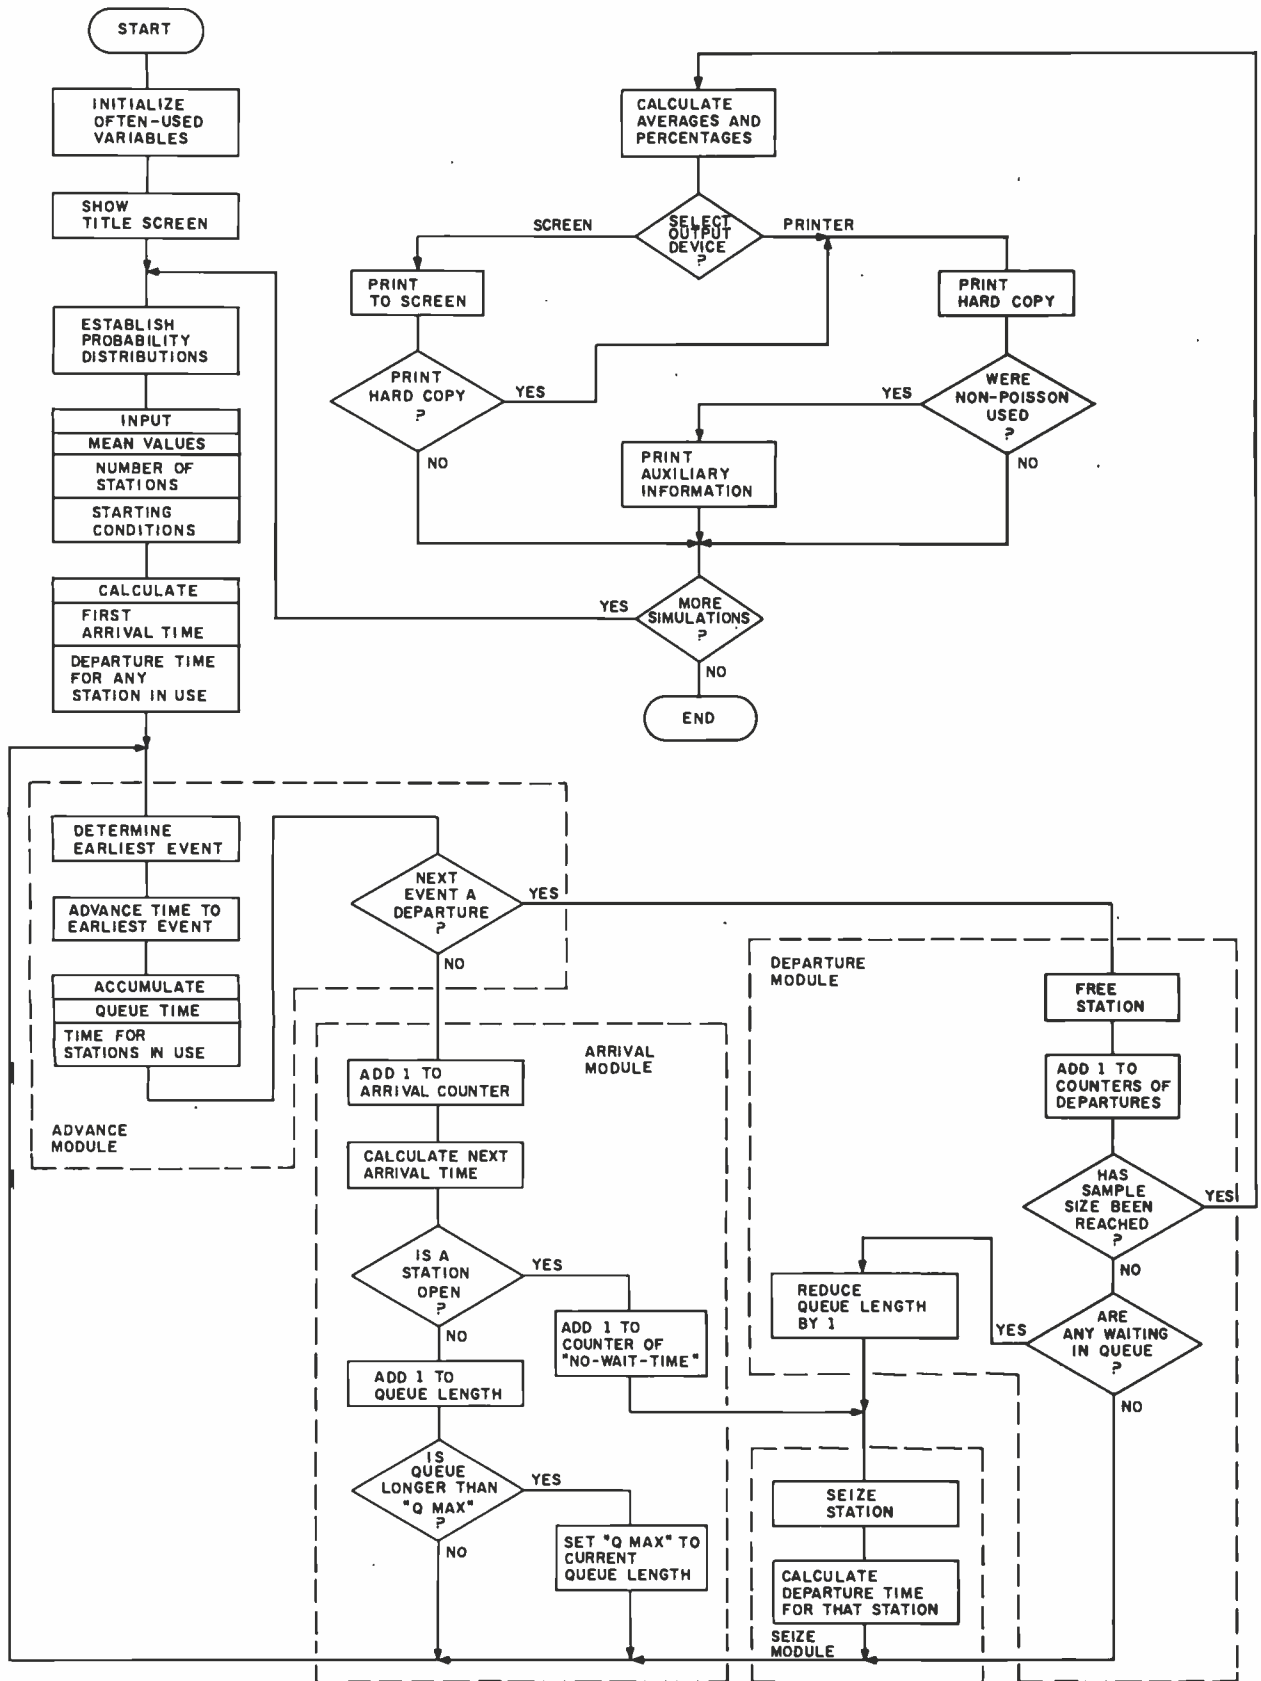 START
INITIALIZE
OFTEN-USED
VARIABLES
SHOW
TITLE SCREEN
ESTABLISH
PROBABILITY
DISTRIBUTIONS
INPUT
MEAN VALUES
NUMBER OF
STATIONS
STARTING
CONDITIONS
CALCULATE
FIRST
ARRIVAL TIME
DEPARTURE TIME
FOR ANY
STATION IN USE
CALCULATE
AVERAGES AND
PERCENTAGES
SCREEN
SELECT
OUTPUT
DEVICE
?
PRINTER
PRINT
TO SCREEN
PRINT
HARD COPY
PRINT
HARD COPY
?
YES
NO
WERE
NON-POISSON
USED
?
YES
NO
PRINT
AUXILIARY
INFORMATION
YES
MORE
SIMULATIONS
?
NO
END
DETERMINE
EARLIEST EVENT
ADVANCE TIME TO
EARLIEST EVENT
ACCUMULATE
QUEUE TIME
TIME FOR
STATIONS IN USE
ADVANCE
MODULE
NEXT
EVENT A
DEPARTURE
?
YES
NO
ARRIVAL
MODULE
ADD 1 TO
ARRIVAL COUNTER
CALCULATE NEXT
ARRIVAL TIME
IS A
STATION
OPEN
?
YES
NO
ADD 1 TO
COUNTER OF
"NO-WAIT-TIME"
ADD 1 TO
QUEUE LENGTH
IS
QUEUE
LONGER THAN
"Q MAX"
?
YES
NO
SET "Q MAX" TO
CURRENT
QUEUE LENGTH
DEPARTURE
MODULE
FREE
STATION
ADD 1 TO
COUNTERS OF
DEPARTURES
HAS
SAMPLE
SIZE BEEN
REACHED
?
YES
NO
ARE
ANY WAITING
IN QUEUE
?
YES
NO
REDUCE
QUEUE LENGTH
BY 1
SEIZE
STATION
CALCULATE
DEPARTURE TIME
FOR THAT STATION
SEIZE
MODULE